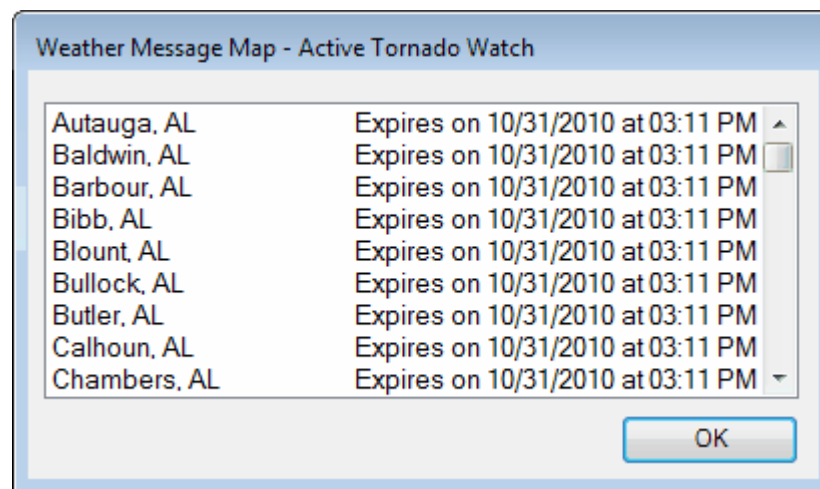 Weather Message Map - Active Tornado Watch
Autauga, AL Expires on 10/31/2010 at 03:11 PM
Baldwin, AL Expires on 10/31/2010 at 03:11 PM
Barbour, AL Expires on 10/31/2010 at 03:11 PM
Bibb, AL Expires on 10/31/2010 at 03:11 PM
Blount, AL Expires on 10/31/2010 at 03:11 PM
Bullock, AL Expires on 10/31/2010 at 03:11 PM
Butler, AL Expires on 10/31/2010 at 03:11 PM
Calhoun, AL Expires on 10/31/2010 at 03:11 PM
Chambers, AL Expires on 10/31/2010 at 03:11 PM
OK